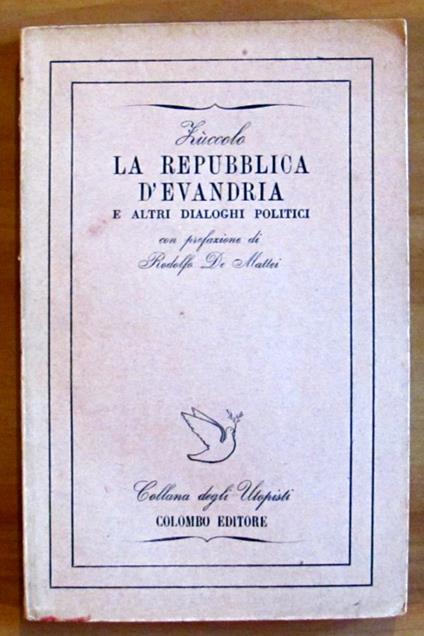 Zùccolo
LA REPUBBLICA
D'EVANDRIA
E ALTRI DIALOGHI POLITICI
con prefazione di
Rodolfo De Mattei
Collana degli Utopisti
COLOMBO EDITORE